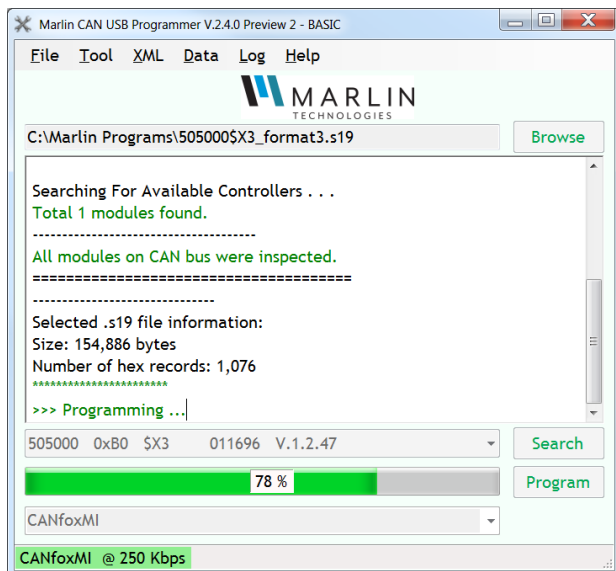 Marlin CAN USB Programmer V.2.4.0 Preview 2 - BASIC
File Tool XML Data Log Help
MARLIN
TECHNOLOGIES
C:\Marlin Programs\505000$X3_format3.s19 Browse
Searching For Available Controllers . . .
Total 1 modules found.
------------------------------------
All modules on CAN bus were inspected.
======================================
------------------------------
Selected .s19 file information:
Size: 154,886 bytes
Number of hex records: 1,076
************************
>>> Programming ...
505000 0xB0 $X3 011696 V.1.2.47 Search
78 % Program
CANfoxMI
CANfoxMI @ 250 Kbps